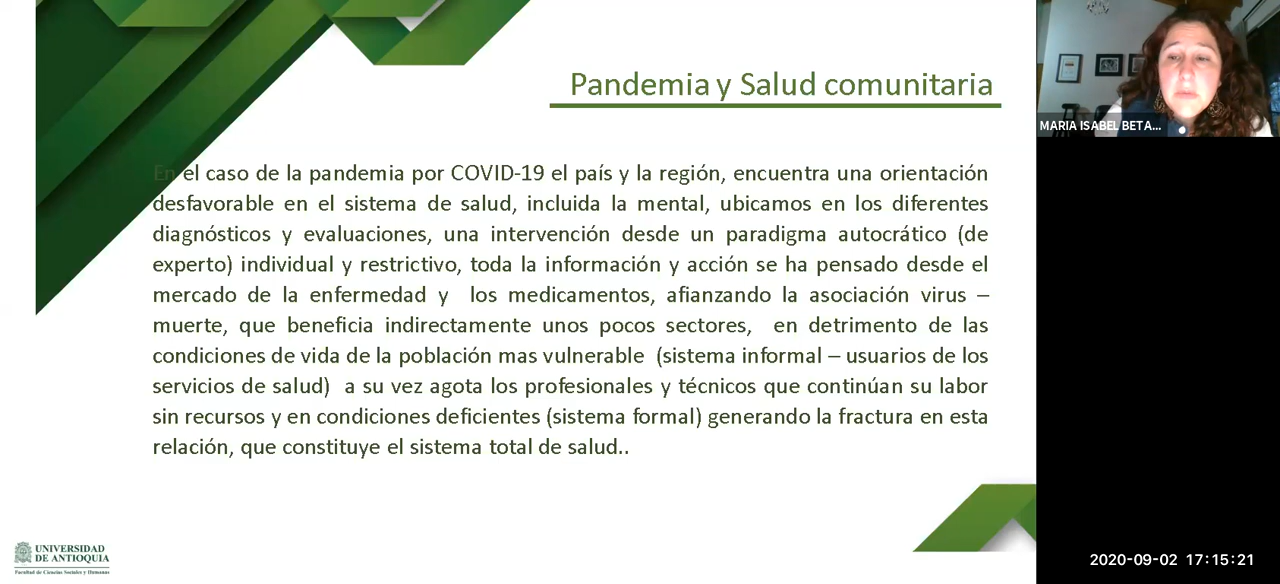 Pandemia y Salud comunitaria
En el caso de la pandemia por COVID-19 el país y la región, encuentra una orientación
desfavorable en el sistema de salud, incluida la mental, ubicamos en los diferentes
diagnósticos y evaluaciones, una intervención desde un paradigma autocrático (de
experto) individual y restrictivo, toda la información y acción se ha pensado desde el
mercado de la enfermedad y los medicamentos, afianzando la asociación virus –
muerte, que beneficia indirectamente unos pocos sectores, en detrimento de las
condiciones de vida de la población mas vulnerable (sistema informal – usuarios de los
servicios de salud) a su vez agota los profesionales y técnicos que continúan su labor
sin recursos y en condiciones deficientes (sistema formal) generando la fractura en esta
relación, que constituye el sistema total de salud..
MARIA ISABEL BETA...
UNIVERSIDAD
DE ANTIOQUIA
Facultad de Ciencias Sociales y Humanas
2020-09-02 17:15:21